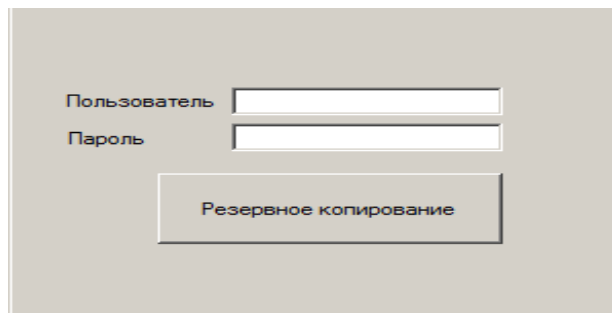 Пользователь
Пароль
Резервное копирование